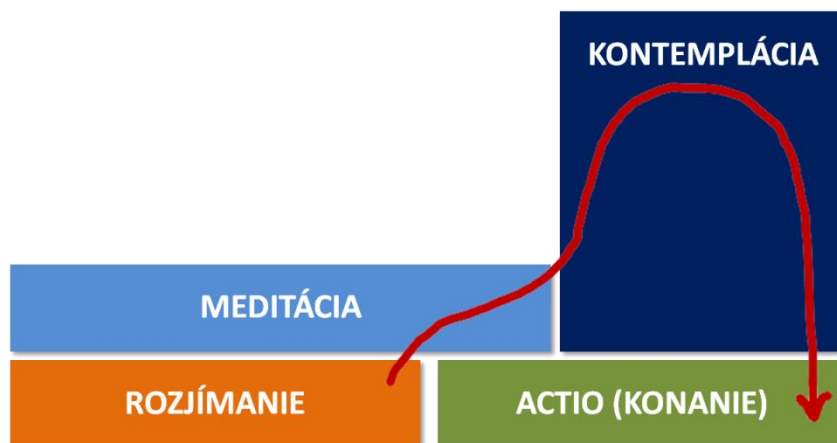 KONTEMPLÁCIA
MEDITÁCIA
ROZJÍMANIE
ACTIO (KONANIE)